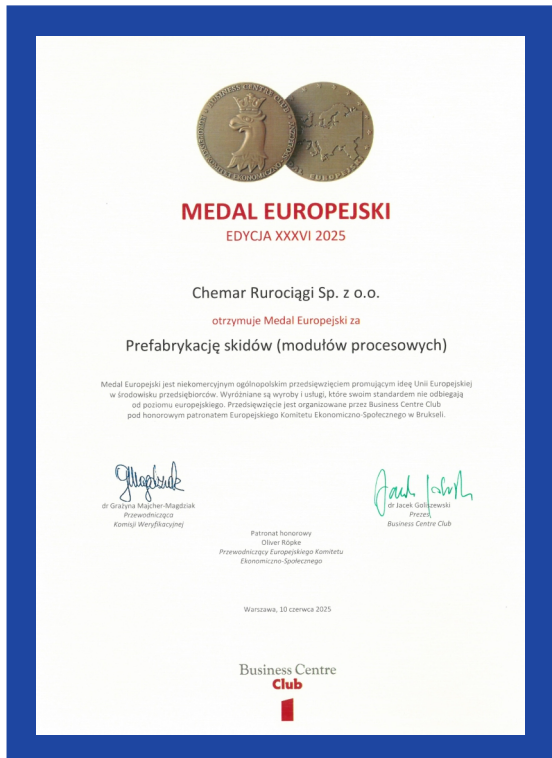 BUSINESS CENTRE CLUB
MEDAL EUROPEJSKI
EDYCJA XXXVI 2025
Chemar Rurociągi Sp. z o.o.
otrzymuje Medal Europejski za
Prefabrykację skidów (modułów procesowych)
Medal Europejski jest niekomercyjnym ogólnopolskim przedsięwzięciem promującym ideę Unii Europejskiej
w środowisku przedsiębiorców. Wyróżniane są wyroby i usługi, które swoim standardem nie odbiegają
od poziomu europejskiego. Przedsięwzięcie jest organizowane przez Business Centre Club
pod honorowym patronatem Europejskiego Komitetu Ekonomiczno-Społecznego w Brukseli.
dr Grażyna Majcher-Magdziak
Przewodnicząca
Komisji Weryfikacyjnej
dr Jacek Goliszewski
Prezes
Business Centre Club
Patronat honorowy
Oliver Röpke
Przewodniczący Europejskiego Komitetu
Ekonomiczno-Społecznego
Warszawa, 10 czerwca 2025
Business Centre
Club